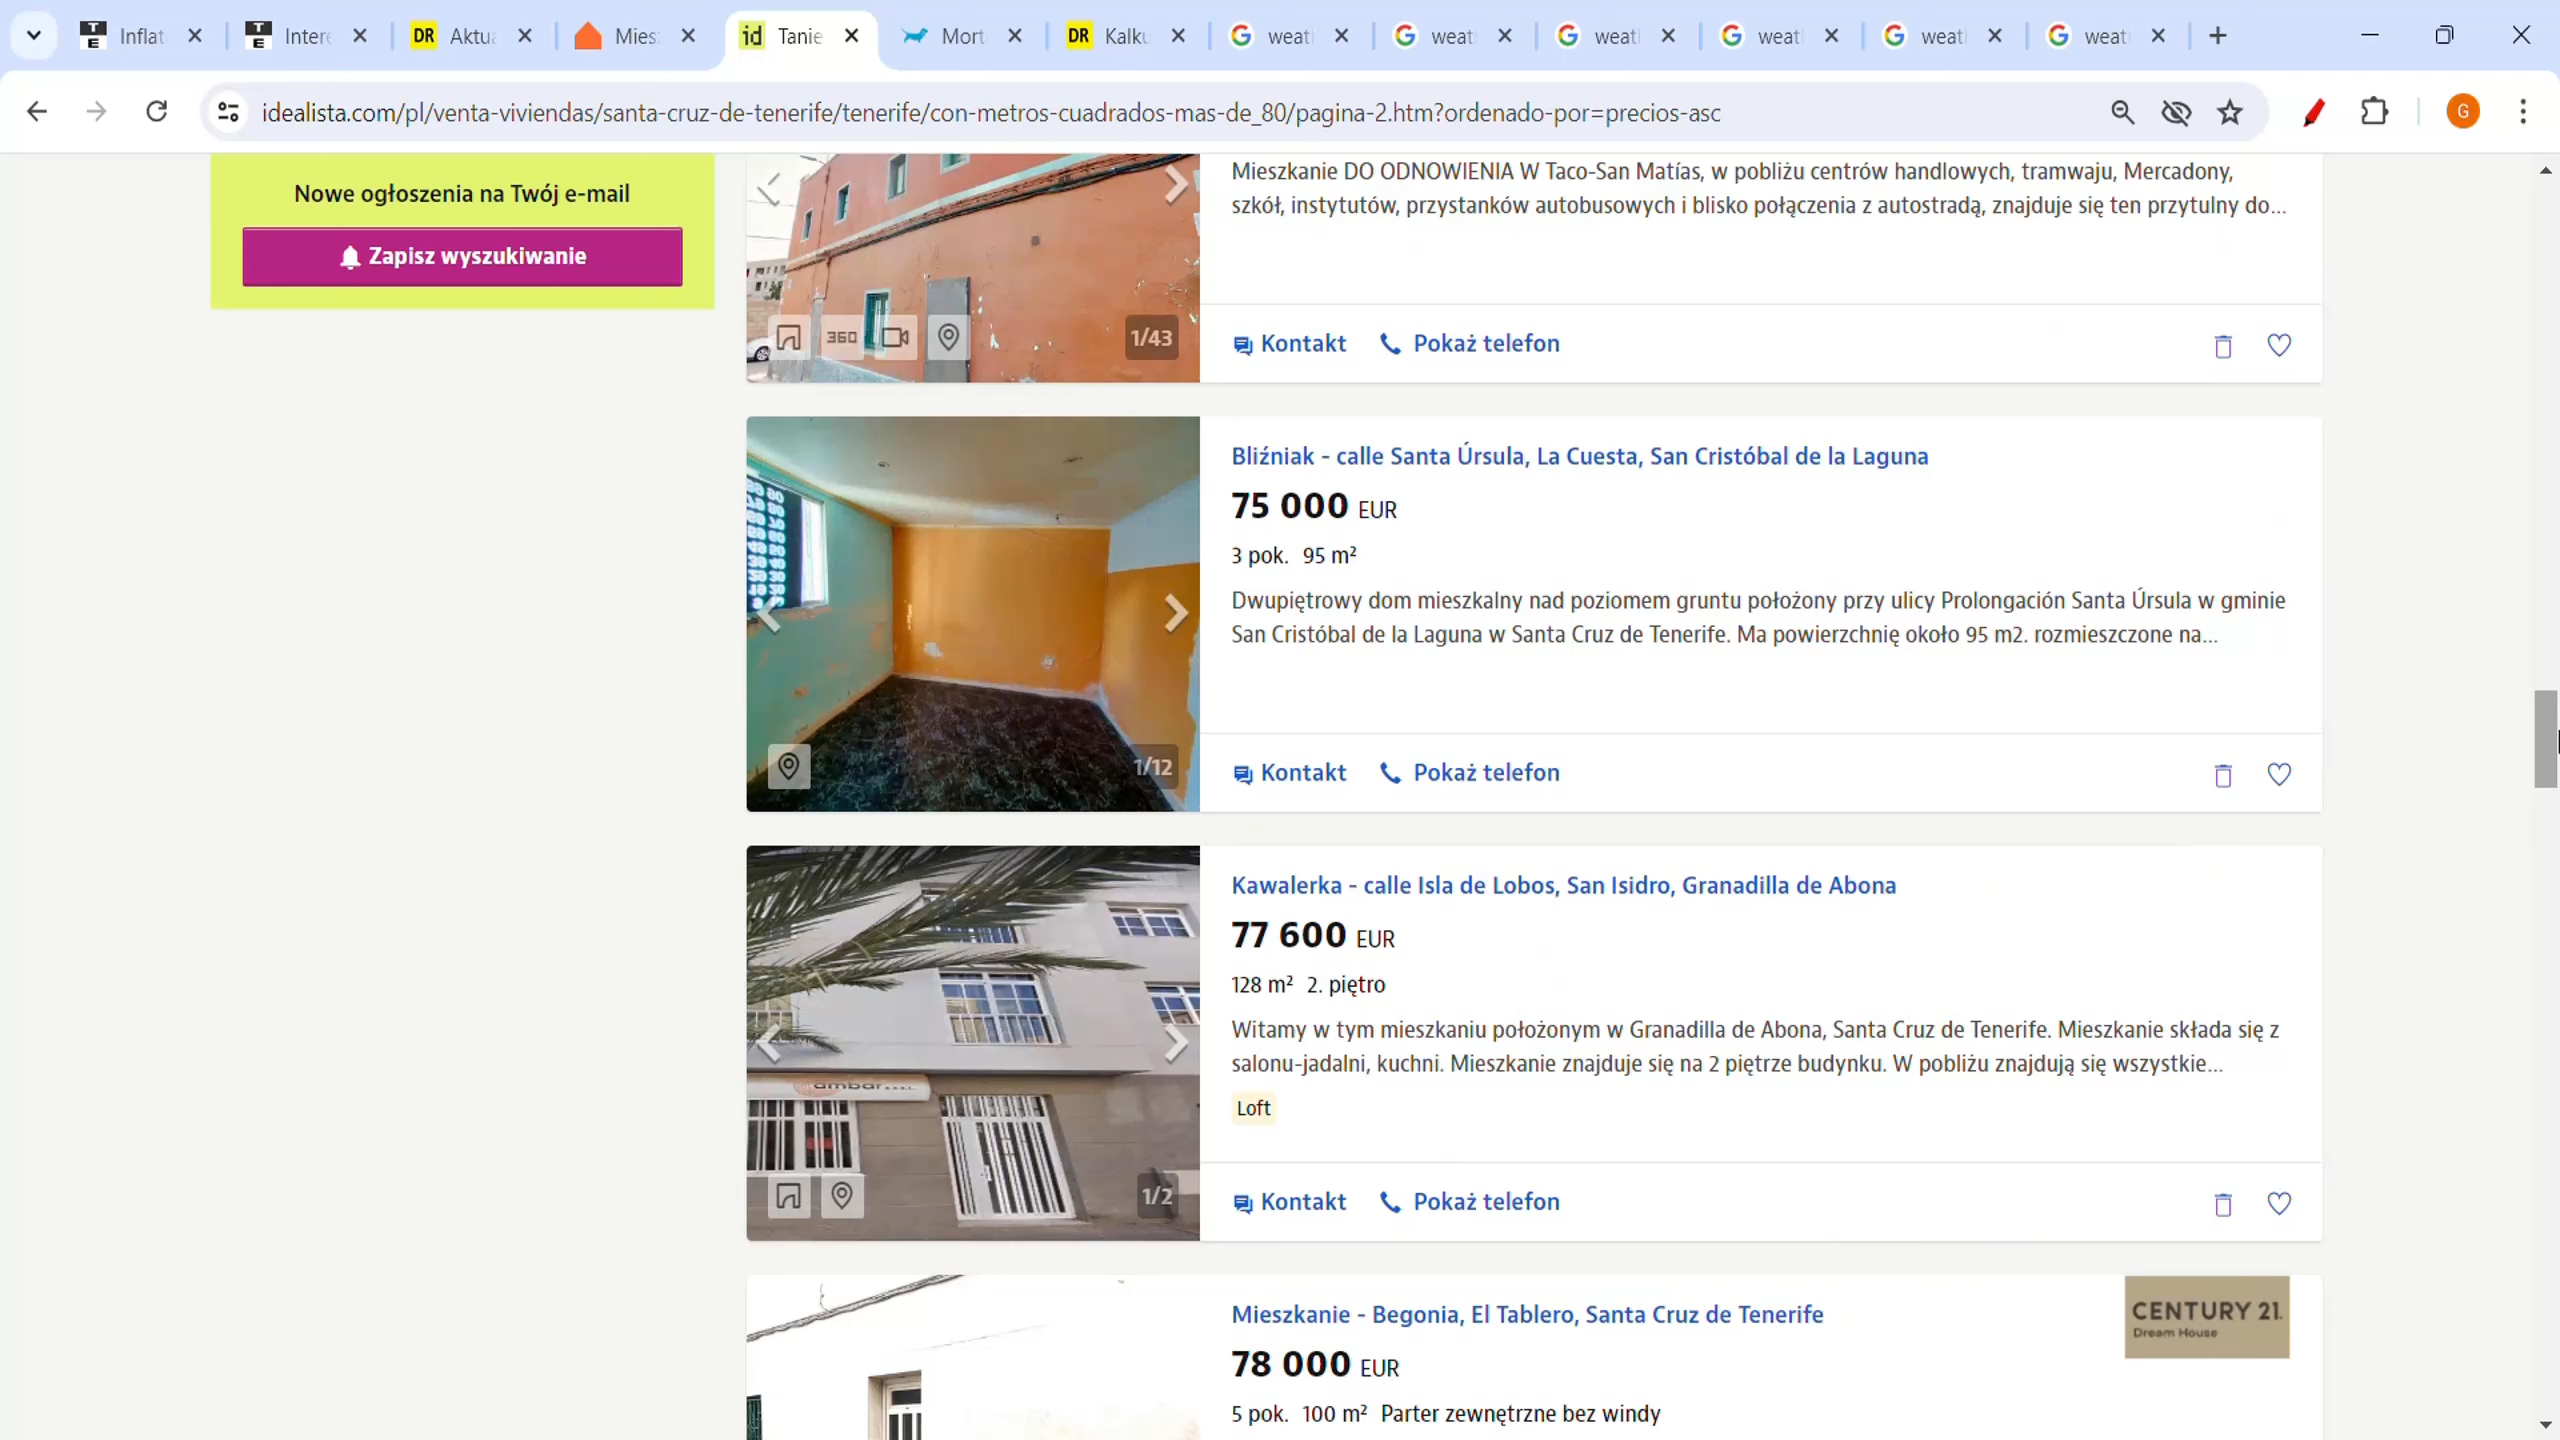 Inflat
Inter
DR Aktua
Mies
id Tanie
Mort
DR Kalku
weat
weat
weat
weat
weat
weat
idealista.com/pl/venta-viviendas/santa-cruz-de-tenerife/tenerife/con-metros-cuadrados-mas-de_80/pagina-2.htm?ordenado-por=precios-asc
G
Nowe ogłoszenia na Twój e-mail
Zapisz wyszukiwanie
Mieszkanie DO ODNOWIENIA W Taco-San Matías, w pobliżu centrów handlowych, tramwaju, Mercadony,
szkół, instytutów, przystanków autobusowych i blisko połączenia z autostradą, znajduje się ten przytulny do...
360
1/43
Kontakt
Pokaż telefon
Bliźniak - calle Santa Úrsula, La Cuesta, San Cristóbal de la Laguna
75 000 EUR
3 pok. 95 m²
Dwupiętrowy dom mieszkalny nad poziomem gruntu położony przy ulicy Prolongación Santa Úrsula w gminie
San Cristóbal de la Laguna w Santa Cruz de Tenerife. Ma powierzchnię około 95 m2. rozmieszczone na...
1/12
Kontakt
Pokaż telefon
Kawalerka - calle Isla de Lobos, San Isidro, Granadilla de Abona
77 600 EUR
128 m² 2. piętro
Witamy w tym mieszkaniu położonym w Granadilla de Abona, Santa Cruz de Tenerife. Mieszkanie składa się z
salonu-jadalni, kuchni. Mieszkanie znajduje się na 2 piętrze budynku. W pobliżu znajdują się wszystkie...
Loft
ambar
1/2
Kontakt
Pokaż telefon
Mieszkanie - Begonia, El Tablero, Santa Cruz de Tenerife
CENTURY 21.
Dream House
78 000 EUR
5 pok. 100 m² Parter zewnętrzne bez windy